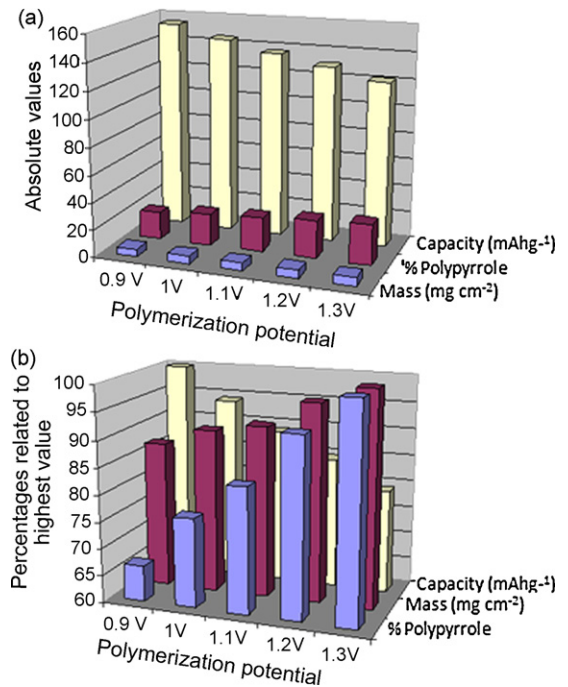 (a)
160
140
120
100
80
60
40
20
0
Absolute values
0.9 V
1V
1.1V
1.2V
1.3V
Polymerization potential
Capacity (mAhg⁻¹)
% Polypyrrole
Mass (mg cm⁻²)
(b)
100
95
90
85
80
75
70
65
60
Percentages related to
highest value
0.9 V
1V
1.1V
1.2V
1.3V
Polymerization potential
Capacity (mAhg⁻¹)
Mass (mg cm⁻²)
% Polypyrrole